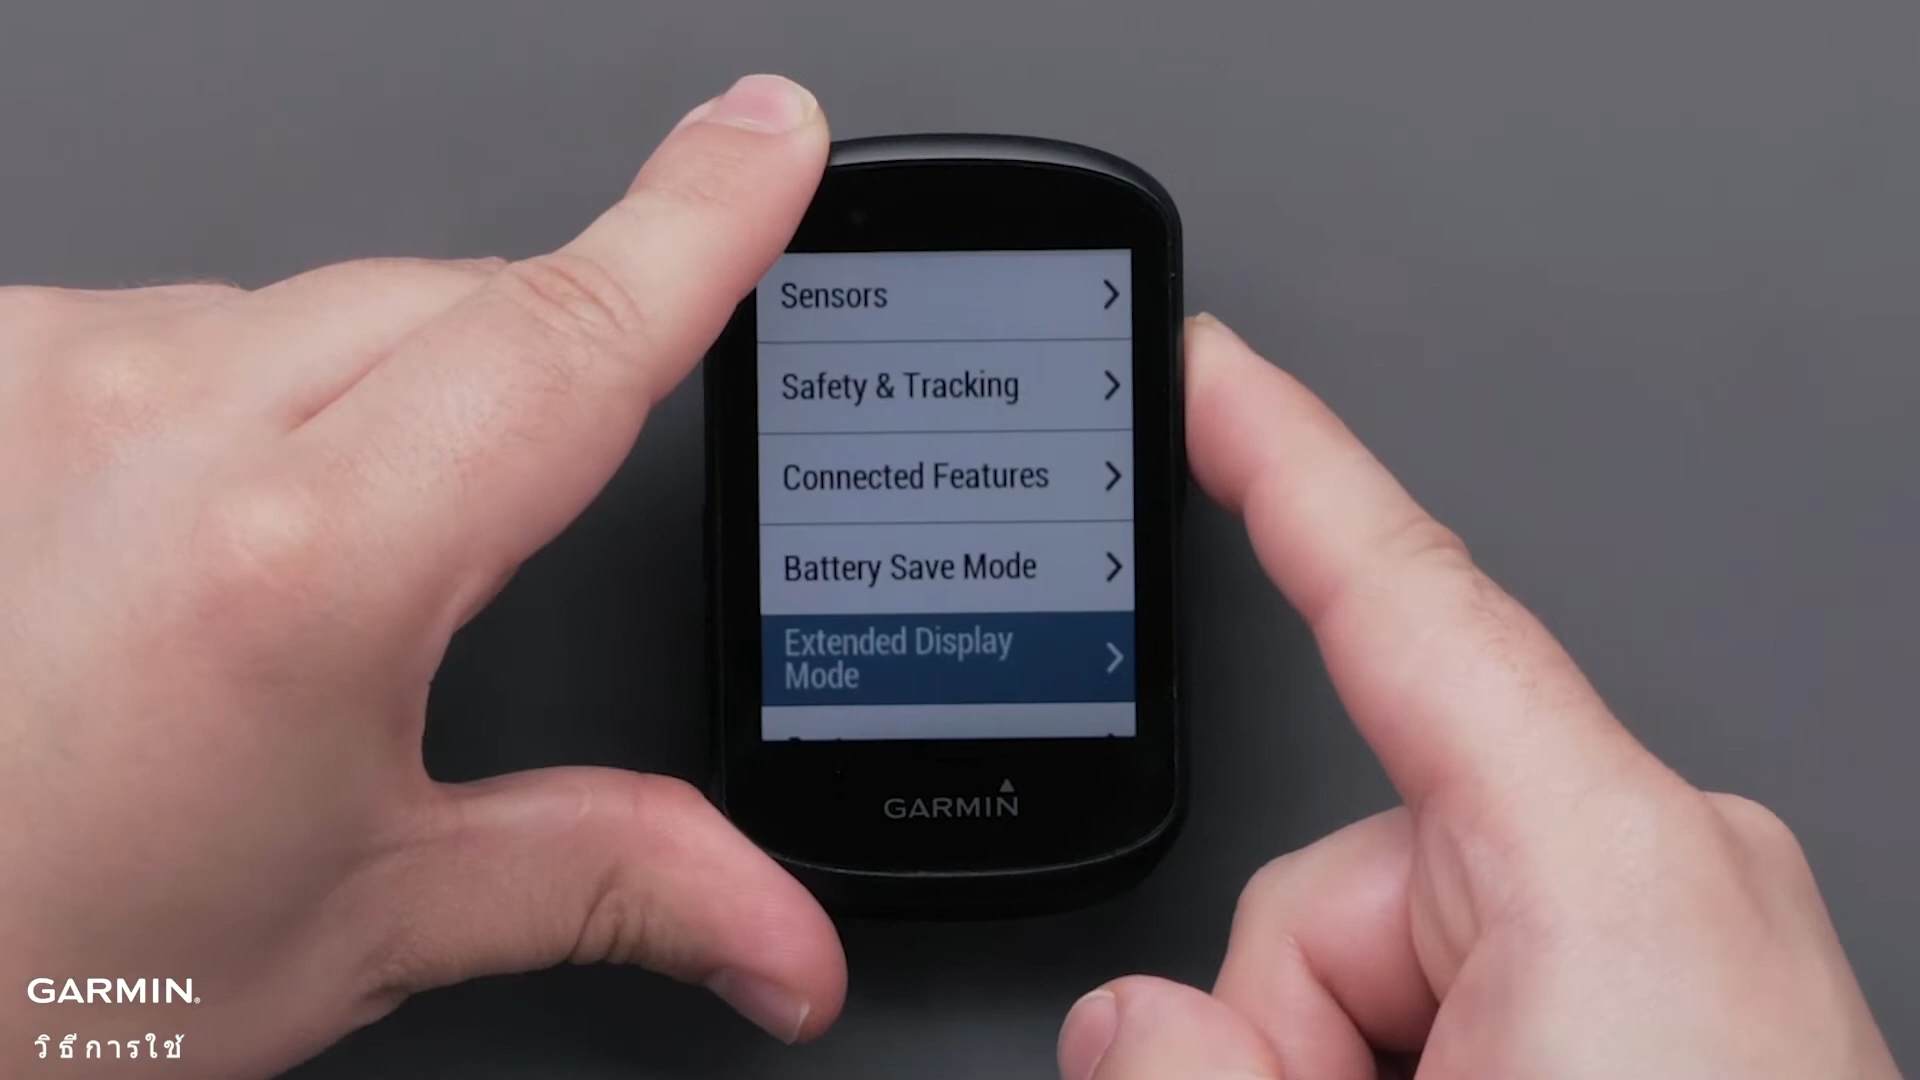 Sensors
Safety & Tracking
Connected Features
Battery Save Mode
Extended Display
Mode
GARMIN
GARMIN.
วิธีการใช้